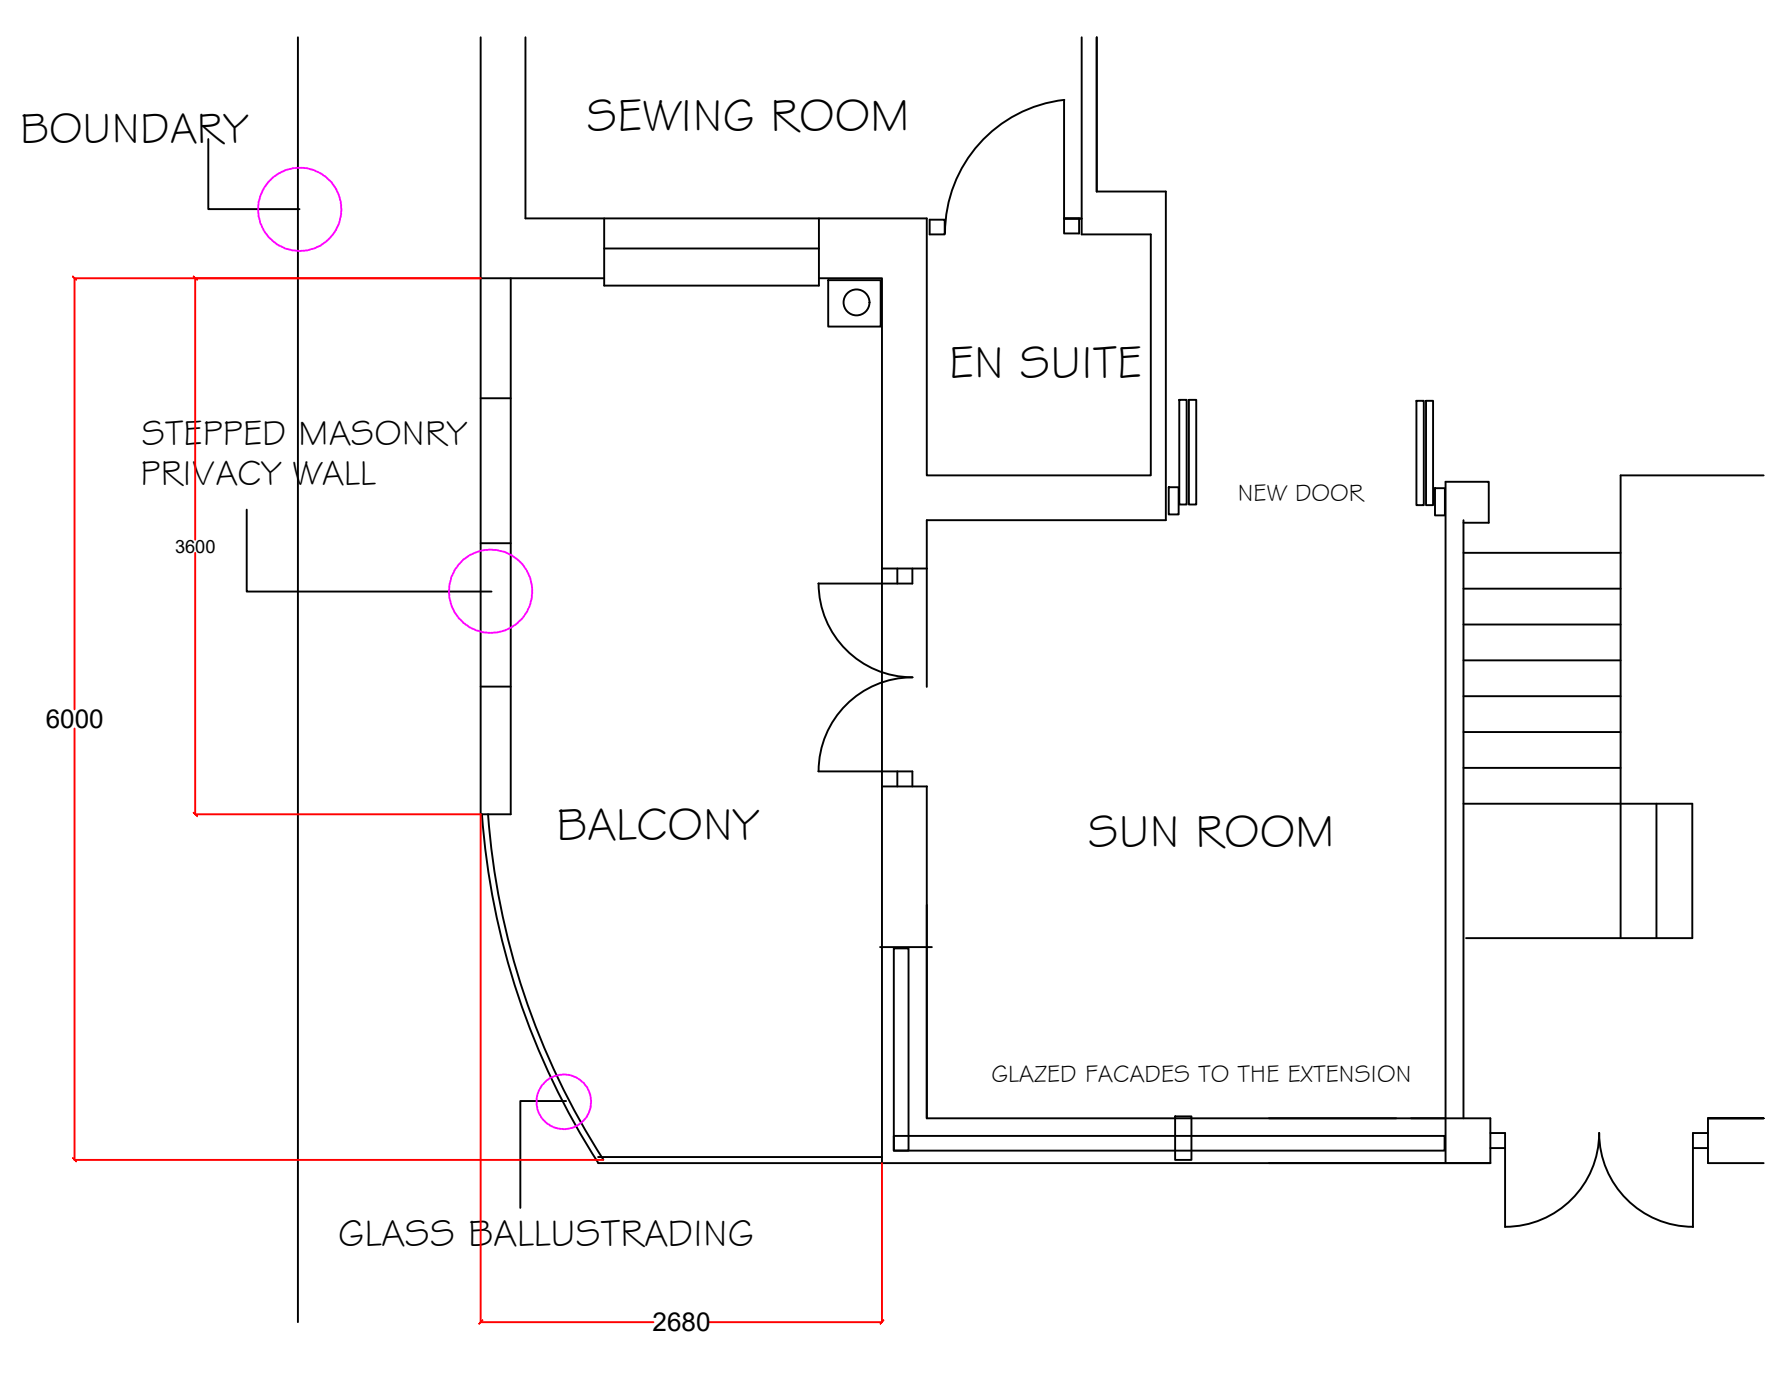 SEWING ROOM
BOUNDARY
EN SUITE
STEPPED MASONRY
PRIVACY WALL
NEW DOOR
3600
6000
BALCONY
SUN ROOM
GLAZED FACADES TO THE EXTENSION
GLASS BALLUSTRADING
2680